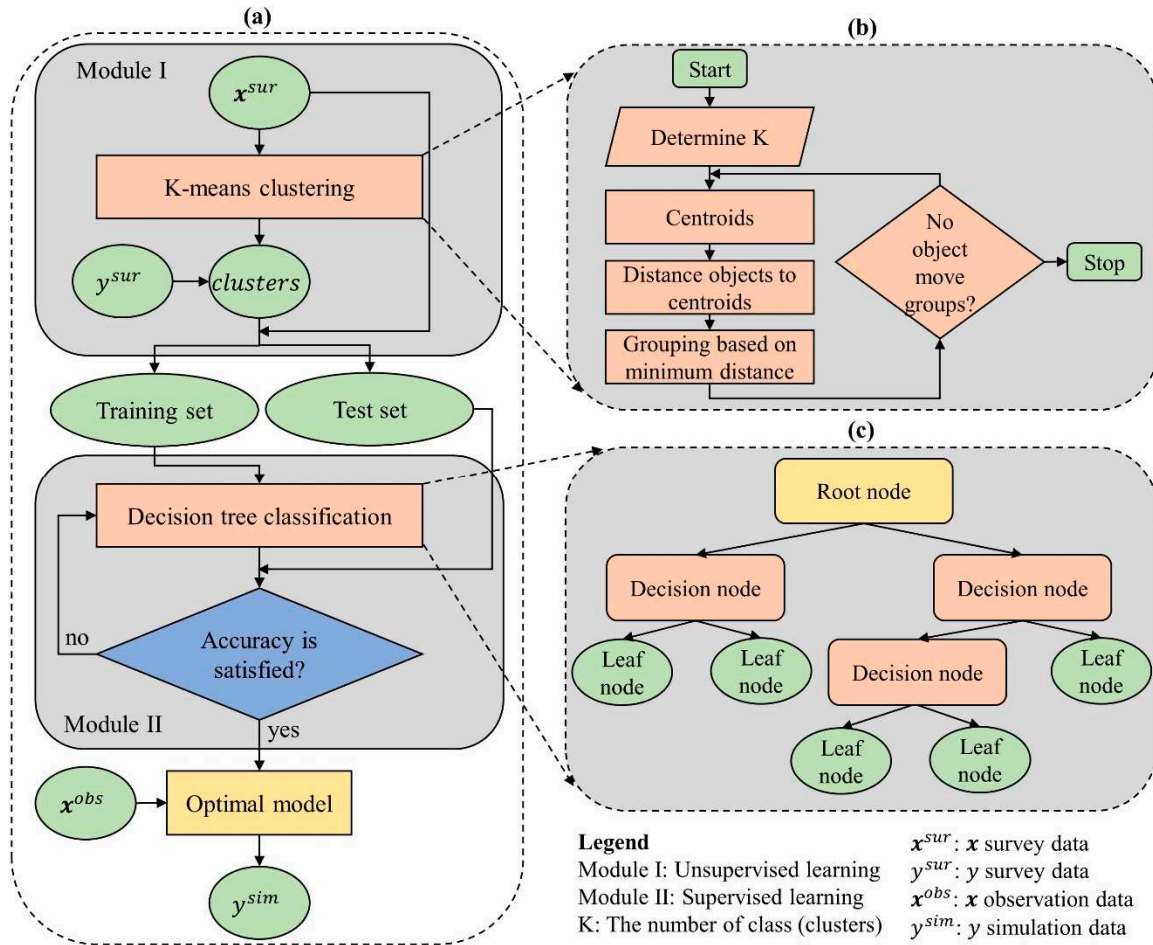 (a)
Module I
x^sur
K-means clustering
y^sur
clusters
Training set
Test set
Decision tree classification
no
Accuracy is
satisfied?
Module II
yes
x^obs
Optimal model
y^sim
(b)
Start
Determine K
Centroids
Distance objects to
centroids
Grouping based on
minimum distance
No
object
move
groups?
Stop
(c)
Root node
Decision node
Decision node
Leaf
node
Leaf
node
Decision node
Leaf
node
Leaf
node
Leaf
node
Legend
Module I: Unsupervised learning
Module II: Supervised learning
K: The number of class (clusters)
x^sur: x survey data
y^sur: y survey data
x^obs: x observation data
y^sim: y simulation data